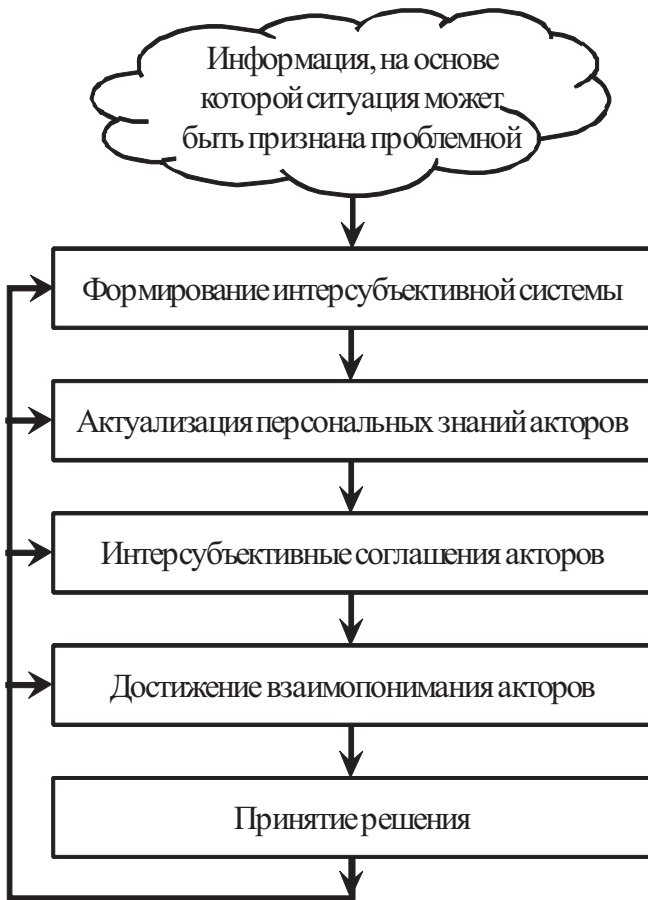 Информация, на основе
которой ситуация может
быть признана проблемной
Формирование интерсубъективной системы
Актуализация персональных знаний акторов
Интерсубъективные соглашения акторов
Достижение взаимопонимания акторов
Принятие решения